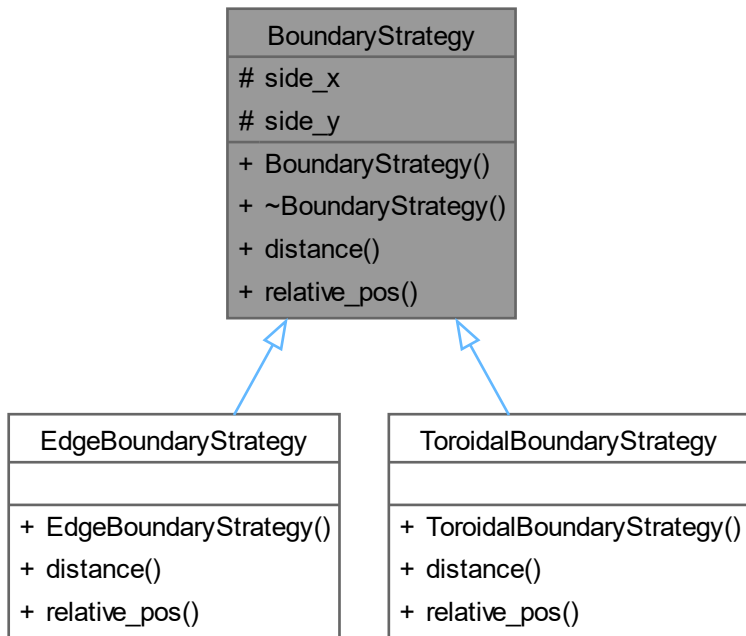 BoundaryStrategy
# side_x
# side_y
+ BoundaryStrategy()
+ ~BoundaryStrategy()
+ distance()
+ relative_pos()
EdgeBoundaryStrategy
+ EdgeBoundaryStrategy()
+ distance()
+ relative_pos()
ToroidalBoundaryStrategy
+ ToroidalBoundaryStrategy()
+ distance()
+ relative_pos()